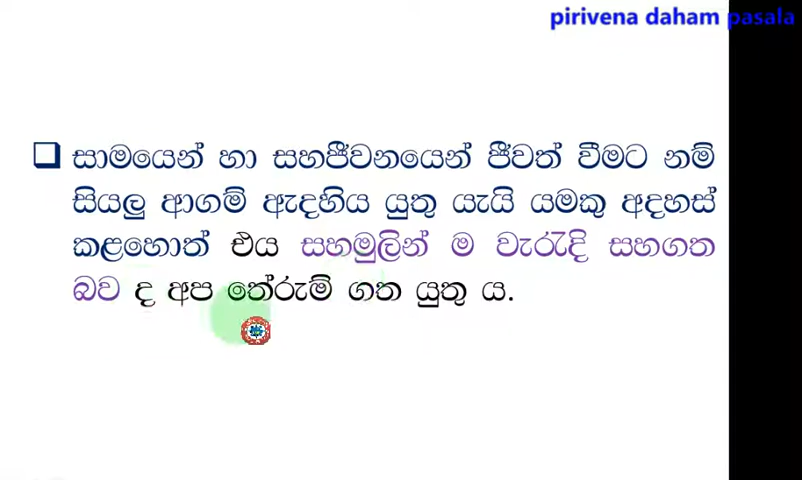 pirivena daham pasala
සාමයෙන් හා සහජීවනයෙන් ජීවත් වීමට නම්
සියලු ආගම් ඇදහිය යුතු යැයි යමකු අදහස්
කළහොත් එය සහමුලින් ම වැරැදි සහගත
බව ද අප තේරුම් ගත යුතු ය.